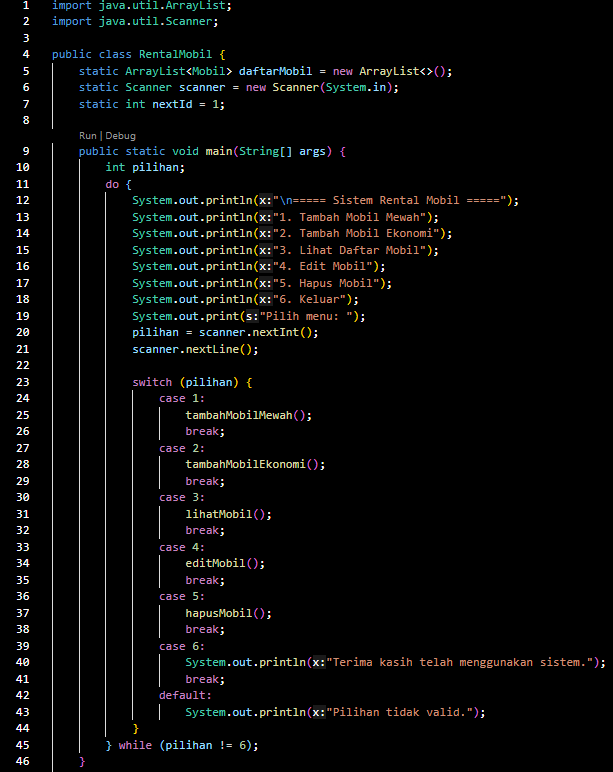 1 import java.util.ArrayList;
2 import java.util.Scanner;
3
4 public class RentalMobil {
5 static ArrayList<Mobil> daftarMobil = new ArrayList<>();
6 static Scanner scanner = new Scanner(System.in);
7 static int nextId = 1;
8
Run | Debug
9 public static void main(String[] args) {
10 int pilihan;
11 do {
12 System.out.println(x:"\n===== Sistem Rental Mobil =====");
13 System.out.println(x:"1. Tambah Mobil Mewah");
14 System.out.println(x:"2. Tambah Mobil Ekonomi");
15 System.out.println(x:"3. Lihat Daftar Mobil");
16 System.out.println(x:"4. Edit Mobil");
17 System.out.println(x:"5. Hapus Mobil");
18 System.out.println(x:"6. Keluar");
19 System.out.print(s:"Pilih menu: ");
20 pilihan = scanner.nextInt();
21 scanner.nextLine();
22
23 switch (pilihan) {
24 case 1:
25 tambahMobilMewah();
26 break;
27 case 2:
28 tambahMobilEkonomi();
29 break;
30 case 3:
31 lihatMobil();
32 break;
33 case 4:
34 editMobil();
35 break;
36 case 5:
37 hapusMobil();
38 break;
39 case 6:
40 System.out.println(x:"Terima kasih telah menggunakan sistem.");
41 break;
42 default:
43 System.out.println(x:"Pilihan tidak valid.");
44 }
45 } while (pilihan != 6);
46 }